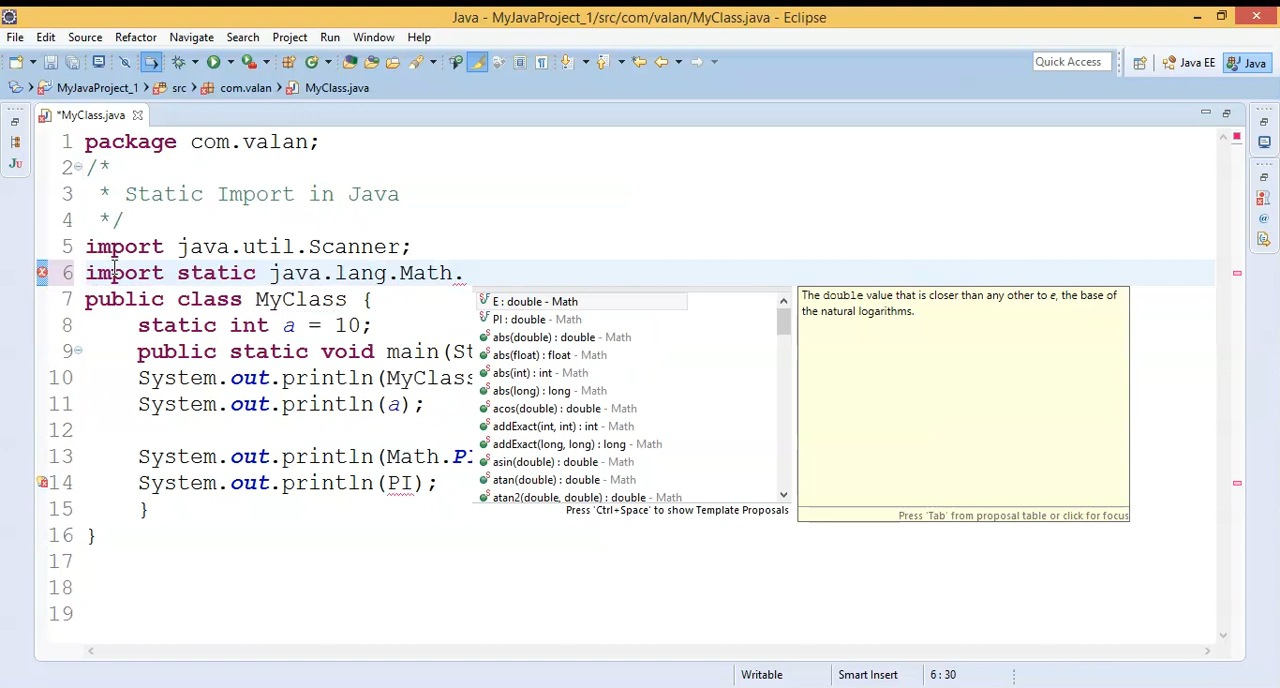 Java - MyJavaProject_1/src/com/valan/MyClass.java - Eclipse
File Edit Source Refactor Navigate Search Project Run Window Help
Quick Access Java EE Java
MyJavaProject_1 src com.valan MyClass.java
*MyClass.java
1 package com.valan;
2 /*
3 * Static Import in Java
4 */
5 import java.util.Scanner;
6 import static java.lang.Math.
7 public class MyClass {
8 static int a = 10;
9 public static void main(St
10 System.out.println(MyClass
11 System.out.println(a);
12
13 System.out.println(Math.PI
14 System.out.println(PI);
15 }
16 }
17
18
19
E : double - Math
PI : double - Math
abs(double) : double - Math
abs(float) : float - Math
abs(int) : int - Math
abs(long) : long - Math
acos(double) : double - Math
addExact(int, int) : int - Math
addExact(long, long) : long - Math
asin(double) : double - Math
atan(double) : double - Math
atan2(double, double) : double - Math
Press 'Ctrl+Space' to show Template Proposals
The double value that is closer than any other to e, the base of
the natural logarithms.
Press 'Tab' from proposal table or click for focus
Writable Smart Insert 6 : 30